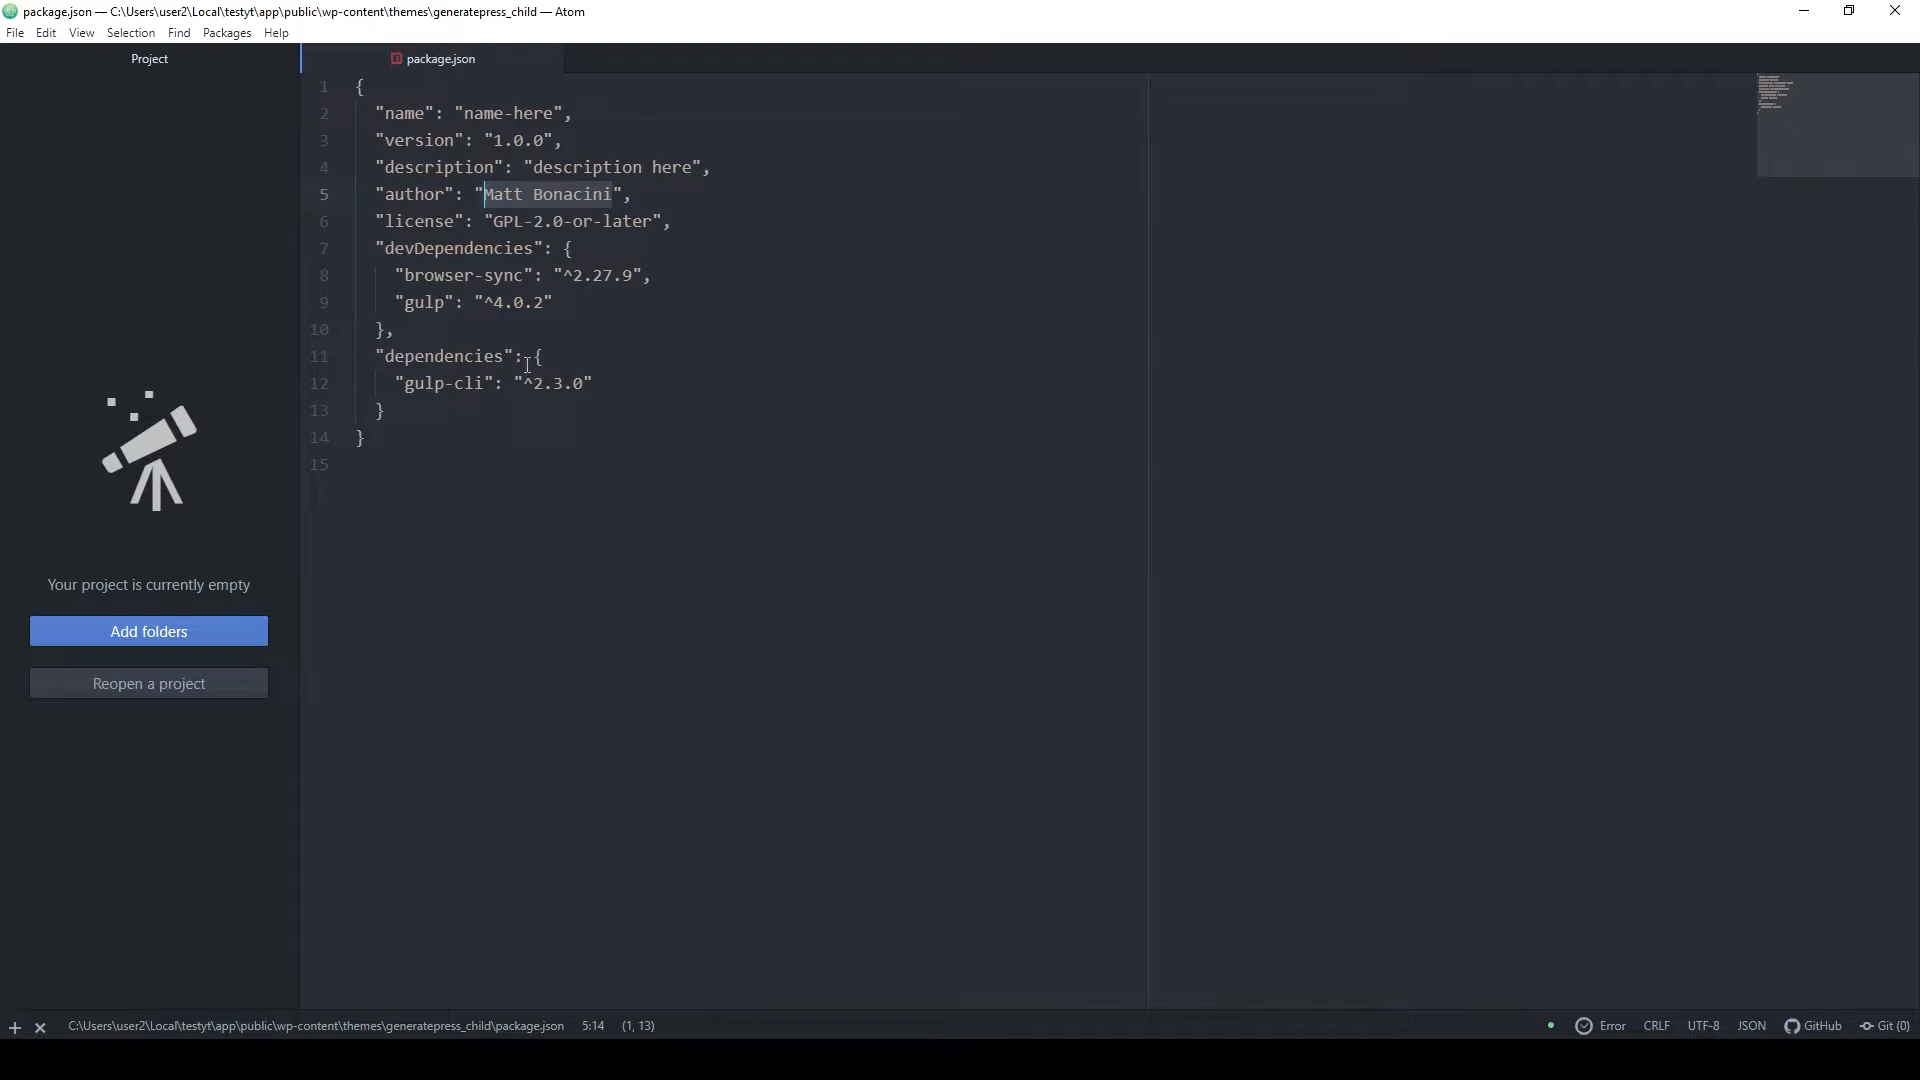 package.json — C:\Users\user2\Local\testyt\app\public\wp-content\themes\generatepress_child — Atom
File Edit View Selection Find Packages Help
Project
package.json
1 {
2 "name": "name-here",
3 "version": "1.0.0",
4 "description": "description here",
5 "author": "Matt Bonacini",
6 "license": "GPL-2.0-or-later",
7 "devDependencies": {
8 "browser-sync": "^2.27.9",
9 "gulp": "^4.0.2"
10 },
11 "dependencies": {
12 "gulp-cli": "^2.3.0"
13 }
14 }
15
Your project is currently empty
Add folders
Reopen a project
C:\Users\user2\Local\testyt\app\public\wp-content\themes\generatepress_child\package.json 5:14 (1, 13) Error CRLF UTF-8 JSON GitHub Git (0)